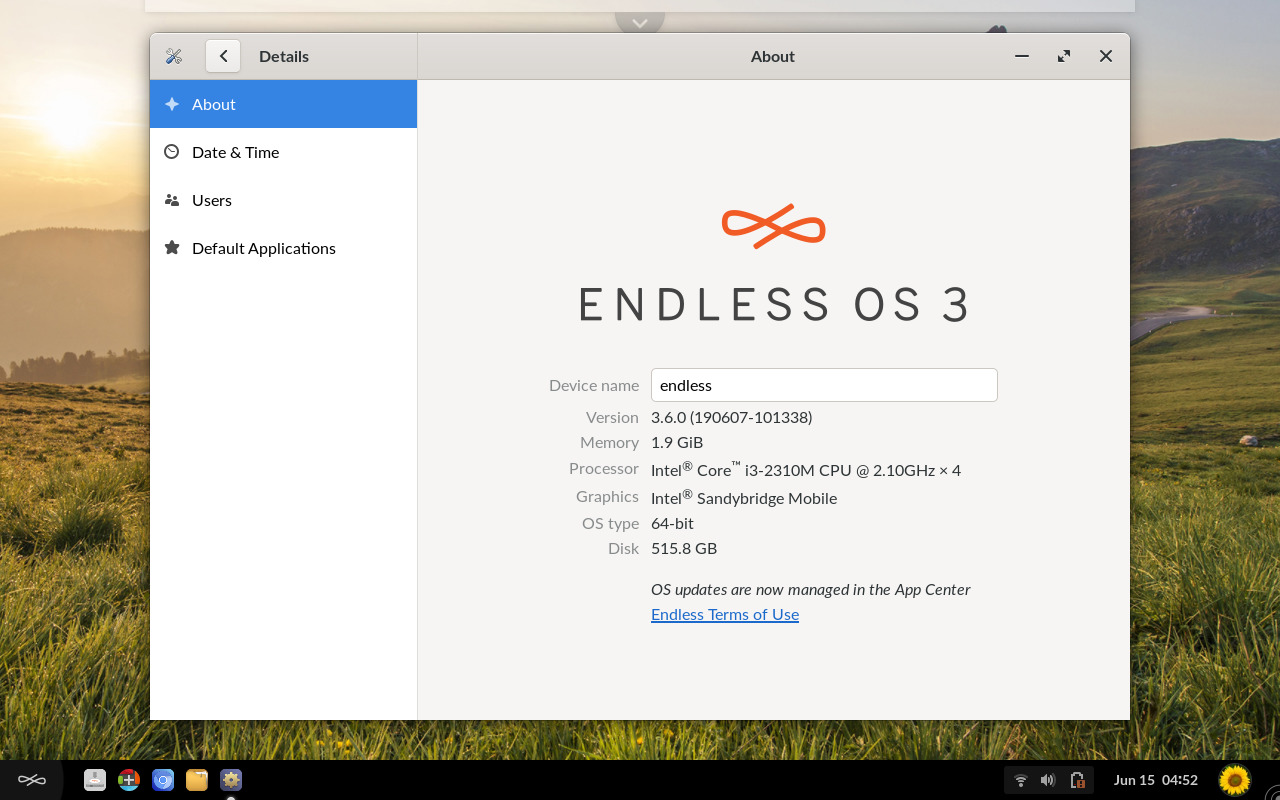 Details
About
About
Date & Time
Users
Default Applications
ENDLESS OS 3
Device name endless
Version 3.6.0 (190607-101338)
Memory 1.9 GiB
Processor Intel® Core™ i3-2310M CPU @ 2.10GHz × 4
Graphics Intel® Sandybridge Mobile
OS type 64-bit
Disk 515.8 GB
OS updates are now managed in the App Center
Endless Terms of Use
Jun 15 04:52